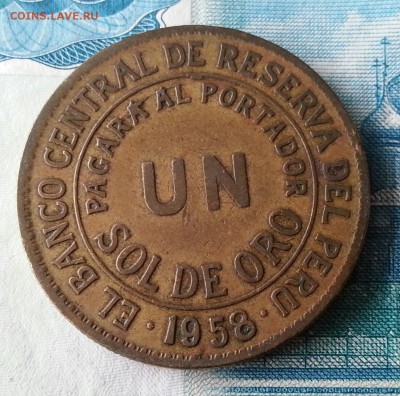 COINS.LAVE.RU
EL BANCO CENTRAL DE RESERVA DEL PERU
· 1958 ·
PAGARÁ AL PORTADOR
UN
SOL DE ORO